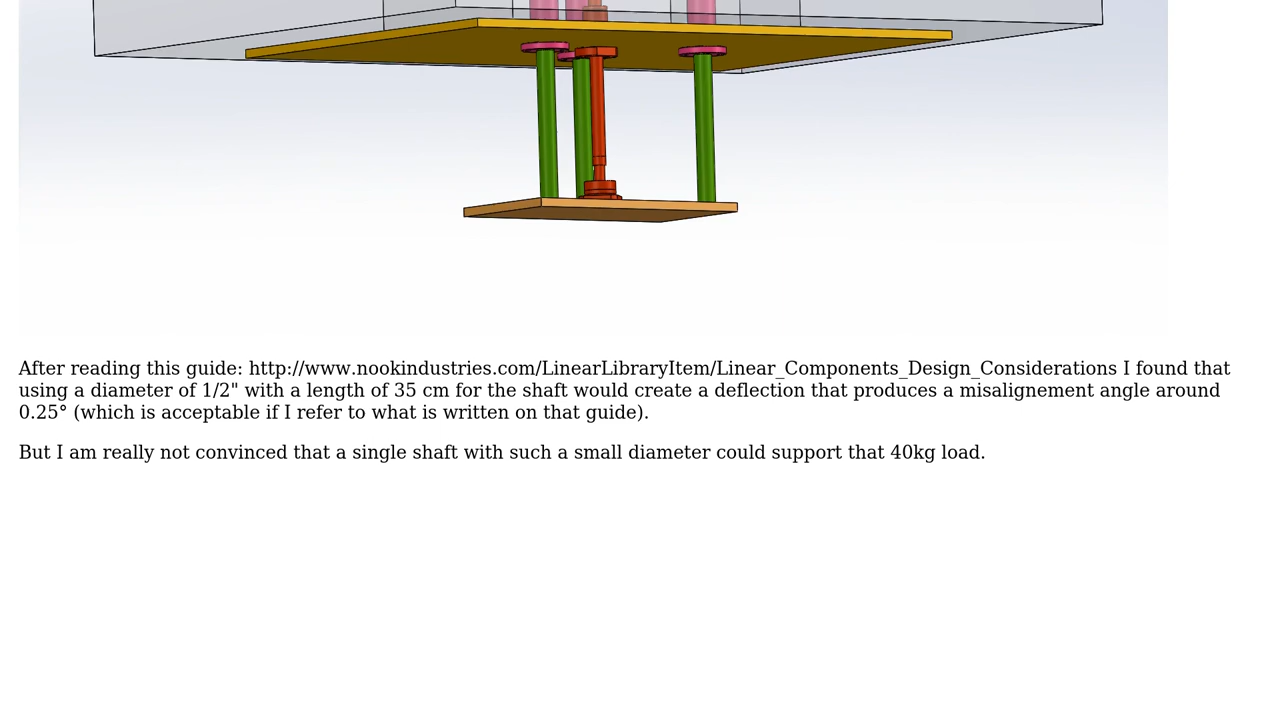 After reading this guide: http://www.nookindustries.com/LinearLibraryItem/Linear_Components_Design_Considerations I found that
using a diameter of 1/2" with a length of 35 cm for the shaft would create a deflection that produces a misalignement angle around
0.25° (which is acceptable if I refer to what is written on that guide).
But I am really not convinced that a single shaft with such a small diameter could support that 40kg load.